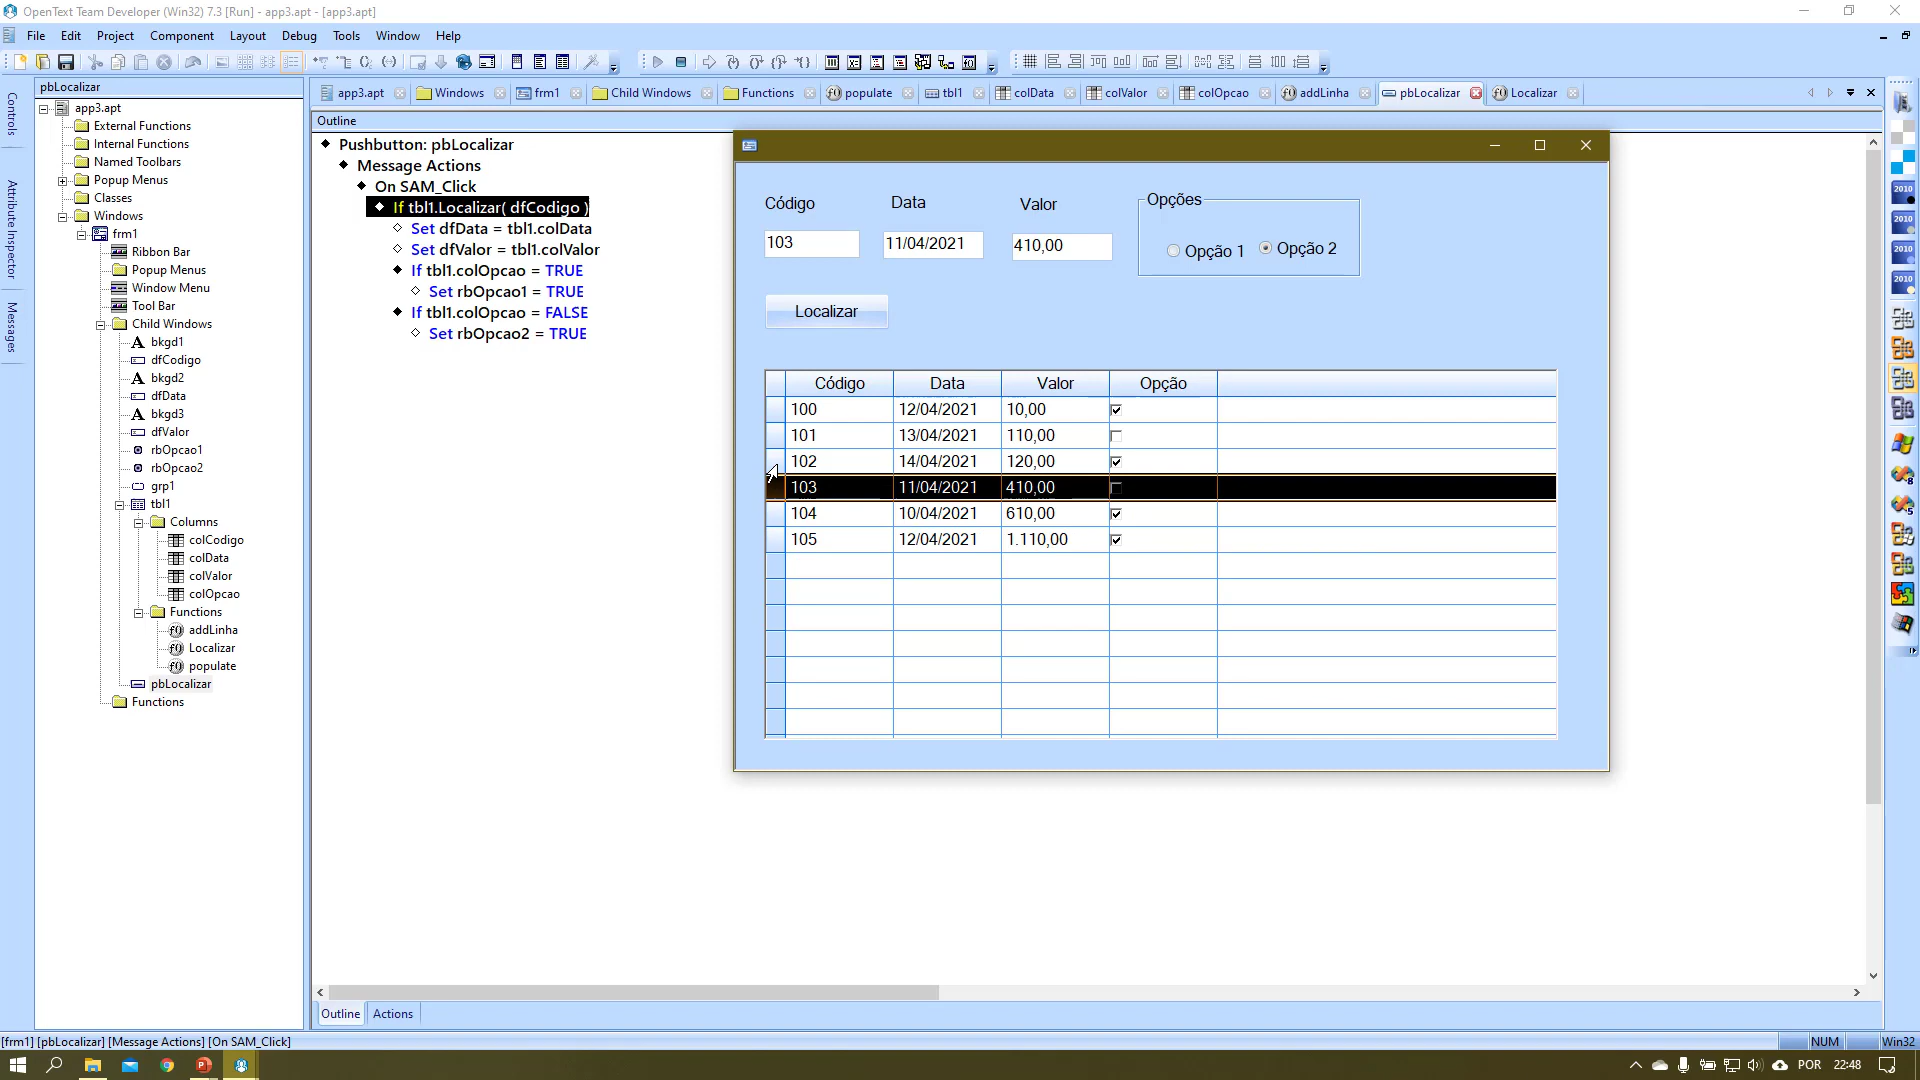 OpenText Team Developer (Win32) 7.3 [Run] - app3.apt - [app3.apt]
File Edit Project Component Layout Debug Tools Window Help
pbLocalizar
app3.apt Windows frm1 Child Windows Functions populate tbl1 colData colValor colOpcao addLinha pbLocalizar Localizar
Controls
Attribute Inspector
Messages
app3.apt
External Functions
Internal Functions
Named Toolbars
Popup Menus
Classes
Windows
frm1
Ribbon Bar
Popup Menus
Window Menu
Tool Bar
Child Windows
bkgd1
dfCodigo
bkgd2
dfData
bkgd3
dfValor
rbOpcao1
rbOpcao2
grp1
tbl1
Columns
colCodigo
colData
colValor
colOpcao
Functions
addLinha
Localizar
populate
pbLocalizar
Functions
Outline
Pushbutton: pbLocalizar
Message Actions
On SAM_Click
If tbl1.Localizar( dfCodigo )
Set dfData = tbl1.colData
Set dfValor = tbl1.colValor
If tbl1.colOpcao = TRUE
Set rbOpcao1 = TRUE
If tbl1.colOpcao = FALSE
Set rbOpcao2 = TRUE
Código Data Valor Opções
103 11/04/2021 410,00 Opção 1 Opção 2
Localizar
Código Data Valor Opção
100 12/04/2021 10,00
101 13/04/2021 110,00
102 14/04/2021 120,00
103 11/04/2021 410,00
104 10/04/2021 610,00
105 12/04/2021 1.110,00
2010
2010
2010
2010
Outline Actions
[frm1] [pbLocalizar] [Message Actions] [On SAM_Click]
NUM Win32
POR 22:48